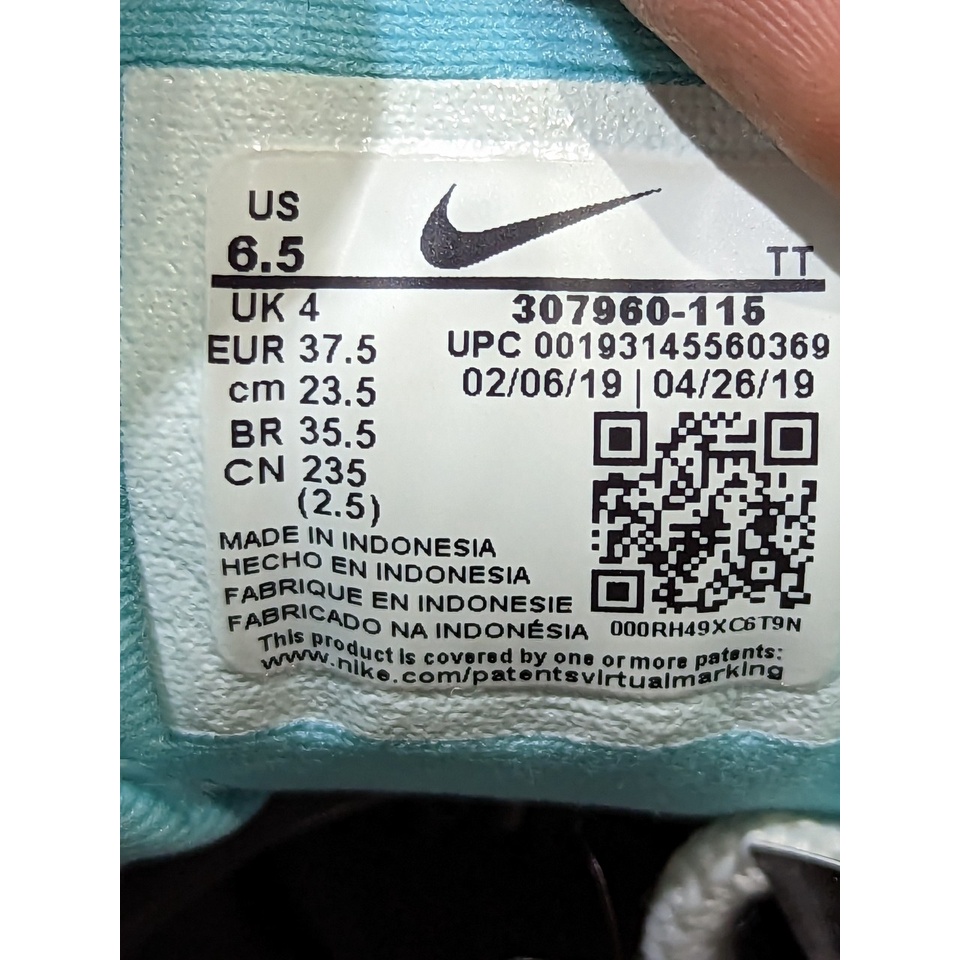 US
6.5
TT
UK 4
EUR 37.5
cm 23.5
BR 35.5
CN 235
(2.5)
307960-115
UPC 00193145560369
02/06/19 | 04/26/19
MADE IN INDONESIA
HECHO EN INDONESIA
FABRIQUE EN INDONESIE
FABRICADO NA INDONÉSIA
000RH49XC6T9N
This product is covered by one or more patents:
www.nike.com/patentsvirtualmarking